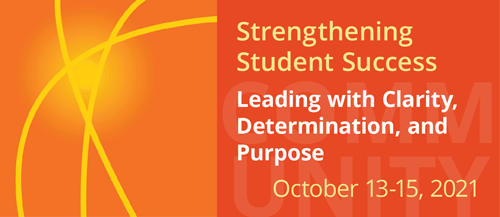 Strengthening
Student Success
COMM
UNITY
Leading with Clarity,
Determination, and
Purpose
October 13-15, 2021